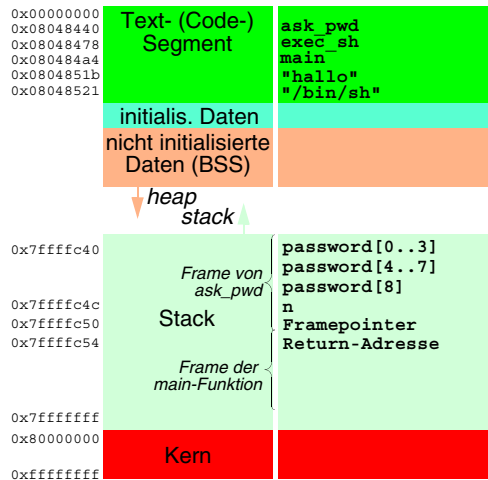 0x00000000
0x08048440
0x08048478
0x080484a4
0x0804851b
0x08048521
Text- (Code-)
Segment
ask_pwd
exec_sh
main
"hallo"
"/bin/sh"
initialis. Daten
nicht initialisierte
Daten (BSS)
heap
stack
0x7ffffc40
0x7ffffc4c
0x7ffffc50
0x7ffffc54
0x7fffffff
Frame von
ask_pwd
Stack
Frame der
main-Funktion
password[0..3]
password[4..7]
password[8]
n
Framepointer
Return-Adresse
0x80000000
0xffffffff
Kern